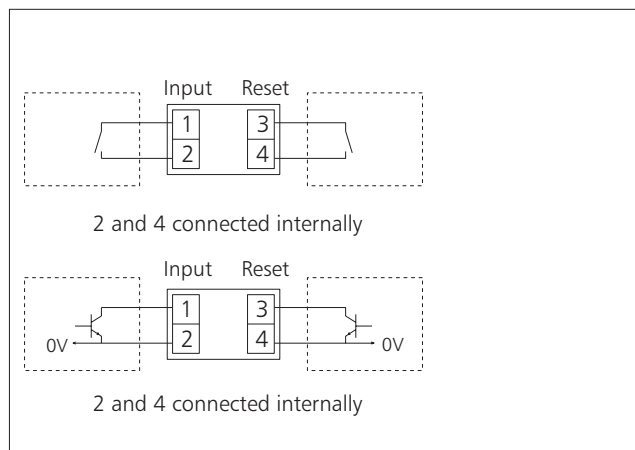 Input Reset
1 3
2 4
2 and 4 connected internally
Input Reset
1 3
0V 2 4 0V
2 and 4 connected internally